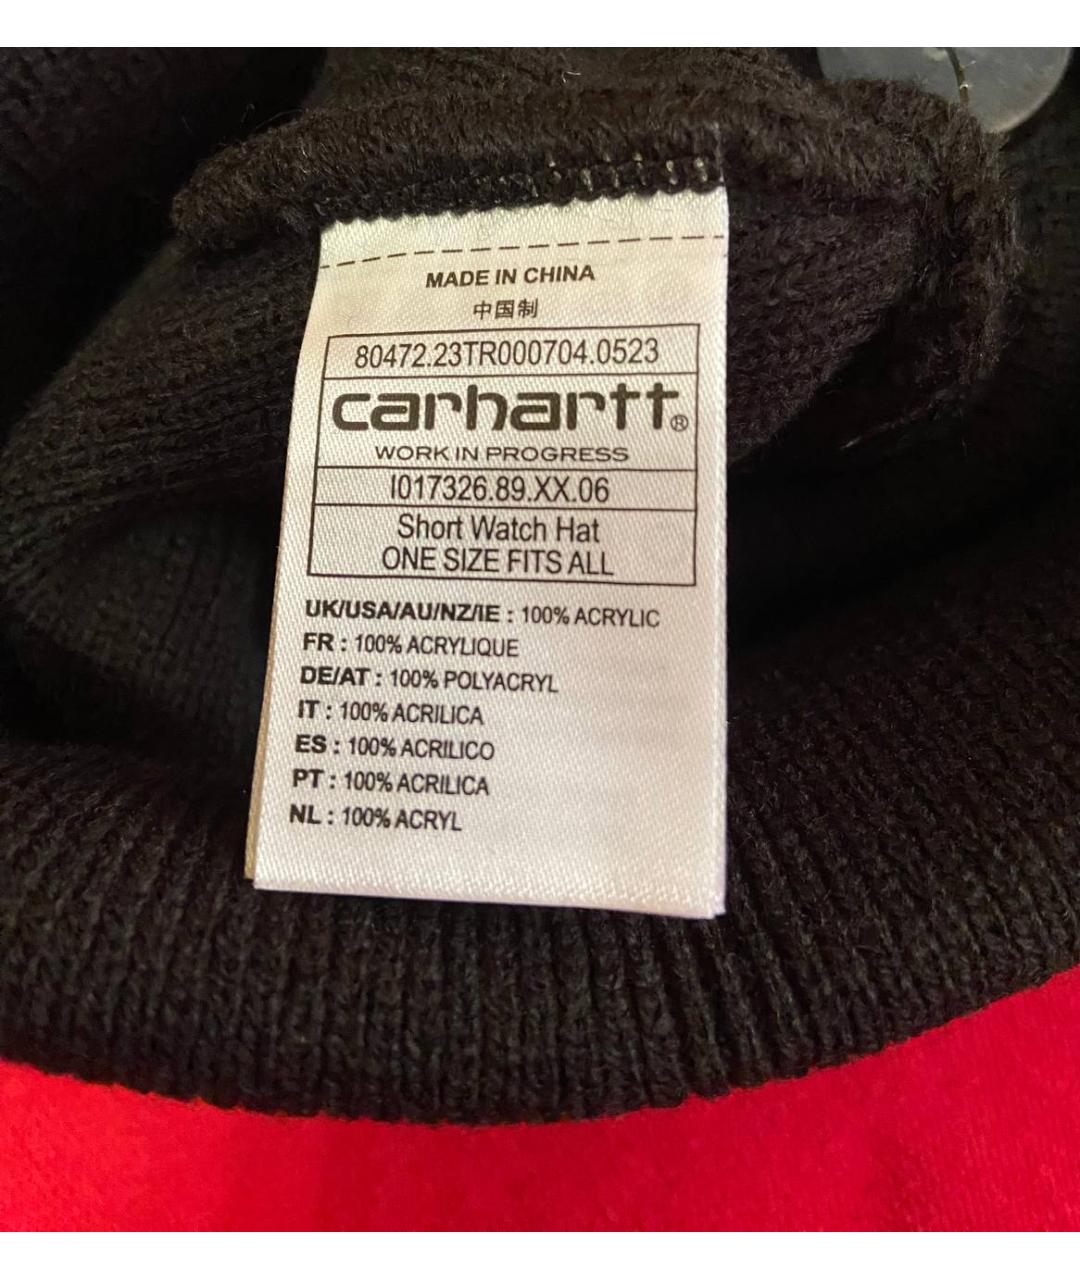 MADE IN CHINA
中国制
80472.23TR000704.0523
carhartt®
WORK IN PROGRESS
I017326.89.XX.06
Short Watch Hat
ONE SIZE FITS ALL
UK/USA/AU/NZ/IE : 100% ACRYLIC
FR : 100% ACRYLIQUE
DE/AT : 100% POLYACRYL
IT : 100% ACRILICA
ES : 100% ACRILICO
PT : 100% ACRILICA
NL : 100% ACRYL